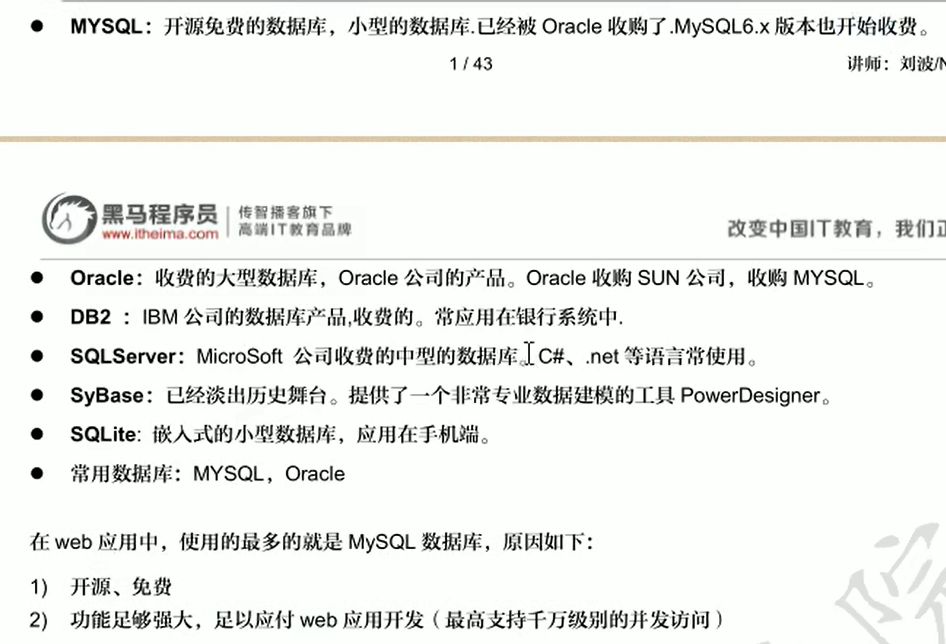 ● MYSQL：开源免费的数据库，小型的数据库.已经被 Oracle 收购了.MySQL6.x 版本也开始收费。
1 / 43
讲师：刘波/
黑马程序员 传智播客旗下
www.itheima.com 高端IT教育品牌
改变中国IT教育，我们
● Oracle：收费的大型数据库，Oracle 公司的产品。Oracle 收购 SUN 公司，收购 MYSQL。
● DB2 ：IBM 公司的数据库产品,收费的。常应用在银行系统中.
● SQLServer：MicroSoft 公司收费的中型的数据库。C#、.net 等语言常使用。
● SyBase：已经淡出历史舞台。提供了一个非常专业数据建模的工具 PowerDesigner。
● SQLite: 嵌入式的小型数据库，应用在手机端。
● 常用数据库：MYSQL，Oracle
在 web 应用中，使用的最多的就是 MySQL 数据库，原因如下：
1) 开源、免费
2) 功能足够强大，足以应付 web 应用开发（最高支持千万级别的并发访问）